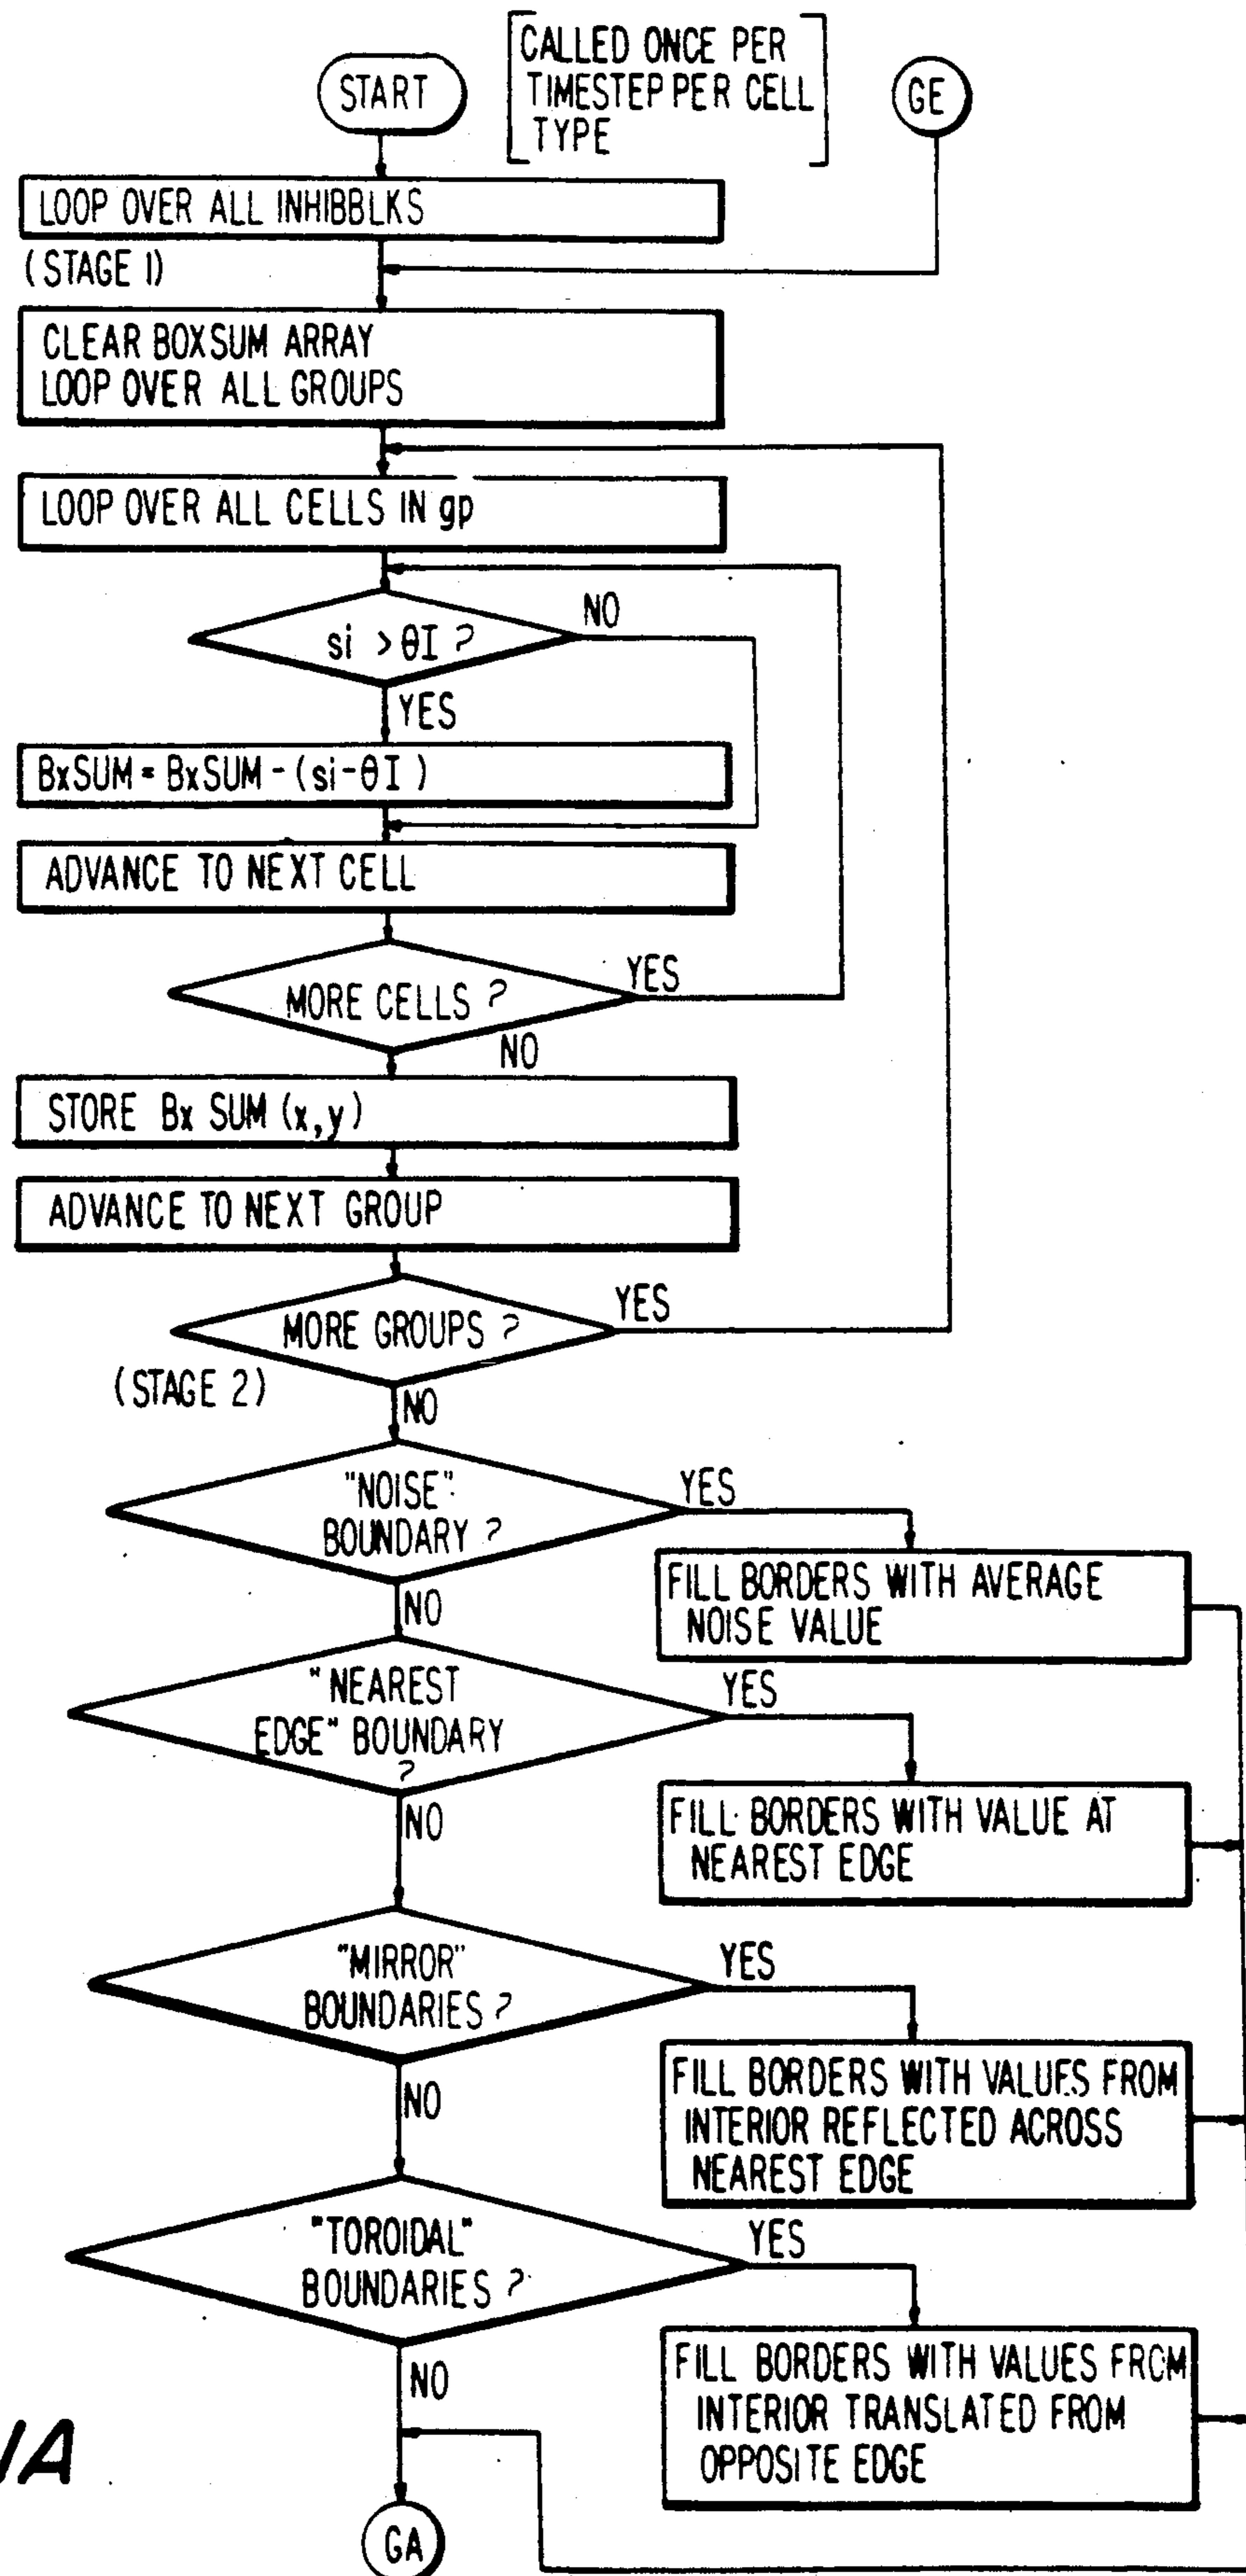 CALLED ONCE PER
TIMESTEP PER CELL
TYPE
START
GE
LOOP OVER ALL INHIBBLKS
(STAGE 1)
CLEAR BOXSUM ARRAY
LOOP OVER ALL GROUPS
LOOP OVER ALL CELLS IN gp
si > θI ?
NO
YES
BxSUM = BxSUM - (si-θI)
ADVANCE TO NEXT CELL
MORE CELLS ?
YES
NO
STORE Bx SUM (x,y)
ADVANCE TO NEXT GROUP
MORE GROUPS ?
YES
(STAGE 2)
NO
"NOISE"
BOUNDARY ?
YES
FILL BORDERS WITH AVERAGE
NOISE VALUE
NO
"NEAREST
EDGE" BOUNDARY
?
YES
FILL BORDERS WITH VALUE AT
NEAREST EDGE
NO
"MIRROR"
BOUNDARIES ?
YES
FILL BORDERS WITH VALUES FROM
INTERIOR REFLECTED ACROSS
NEAREST EDGE
NO
"TOROIDAL"
BOUNDARIES ?
YES
FILL BORDERS WITH VALUES FROM
INTERIOR TRANSLATED FROM
OPPOSITE EDGE
NO
GA